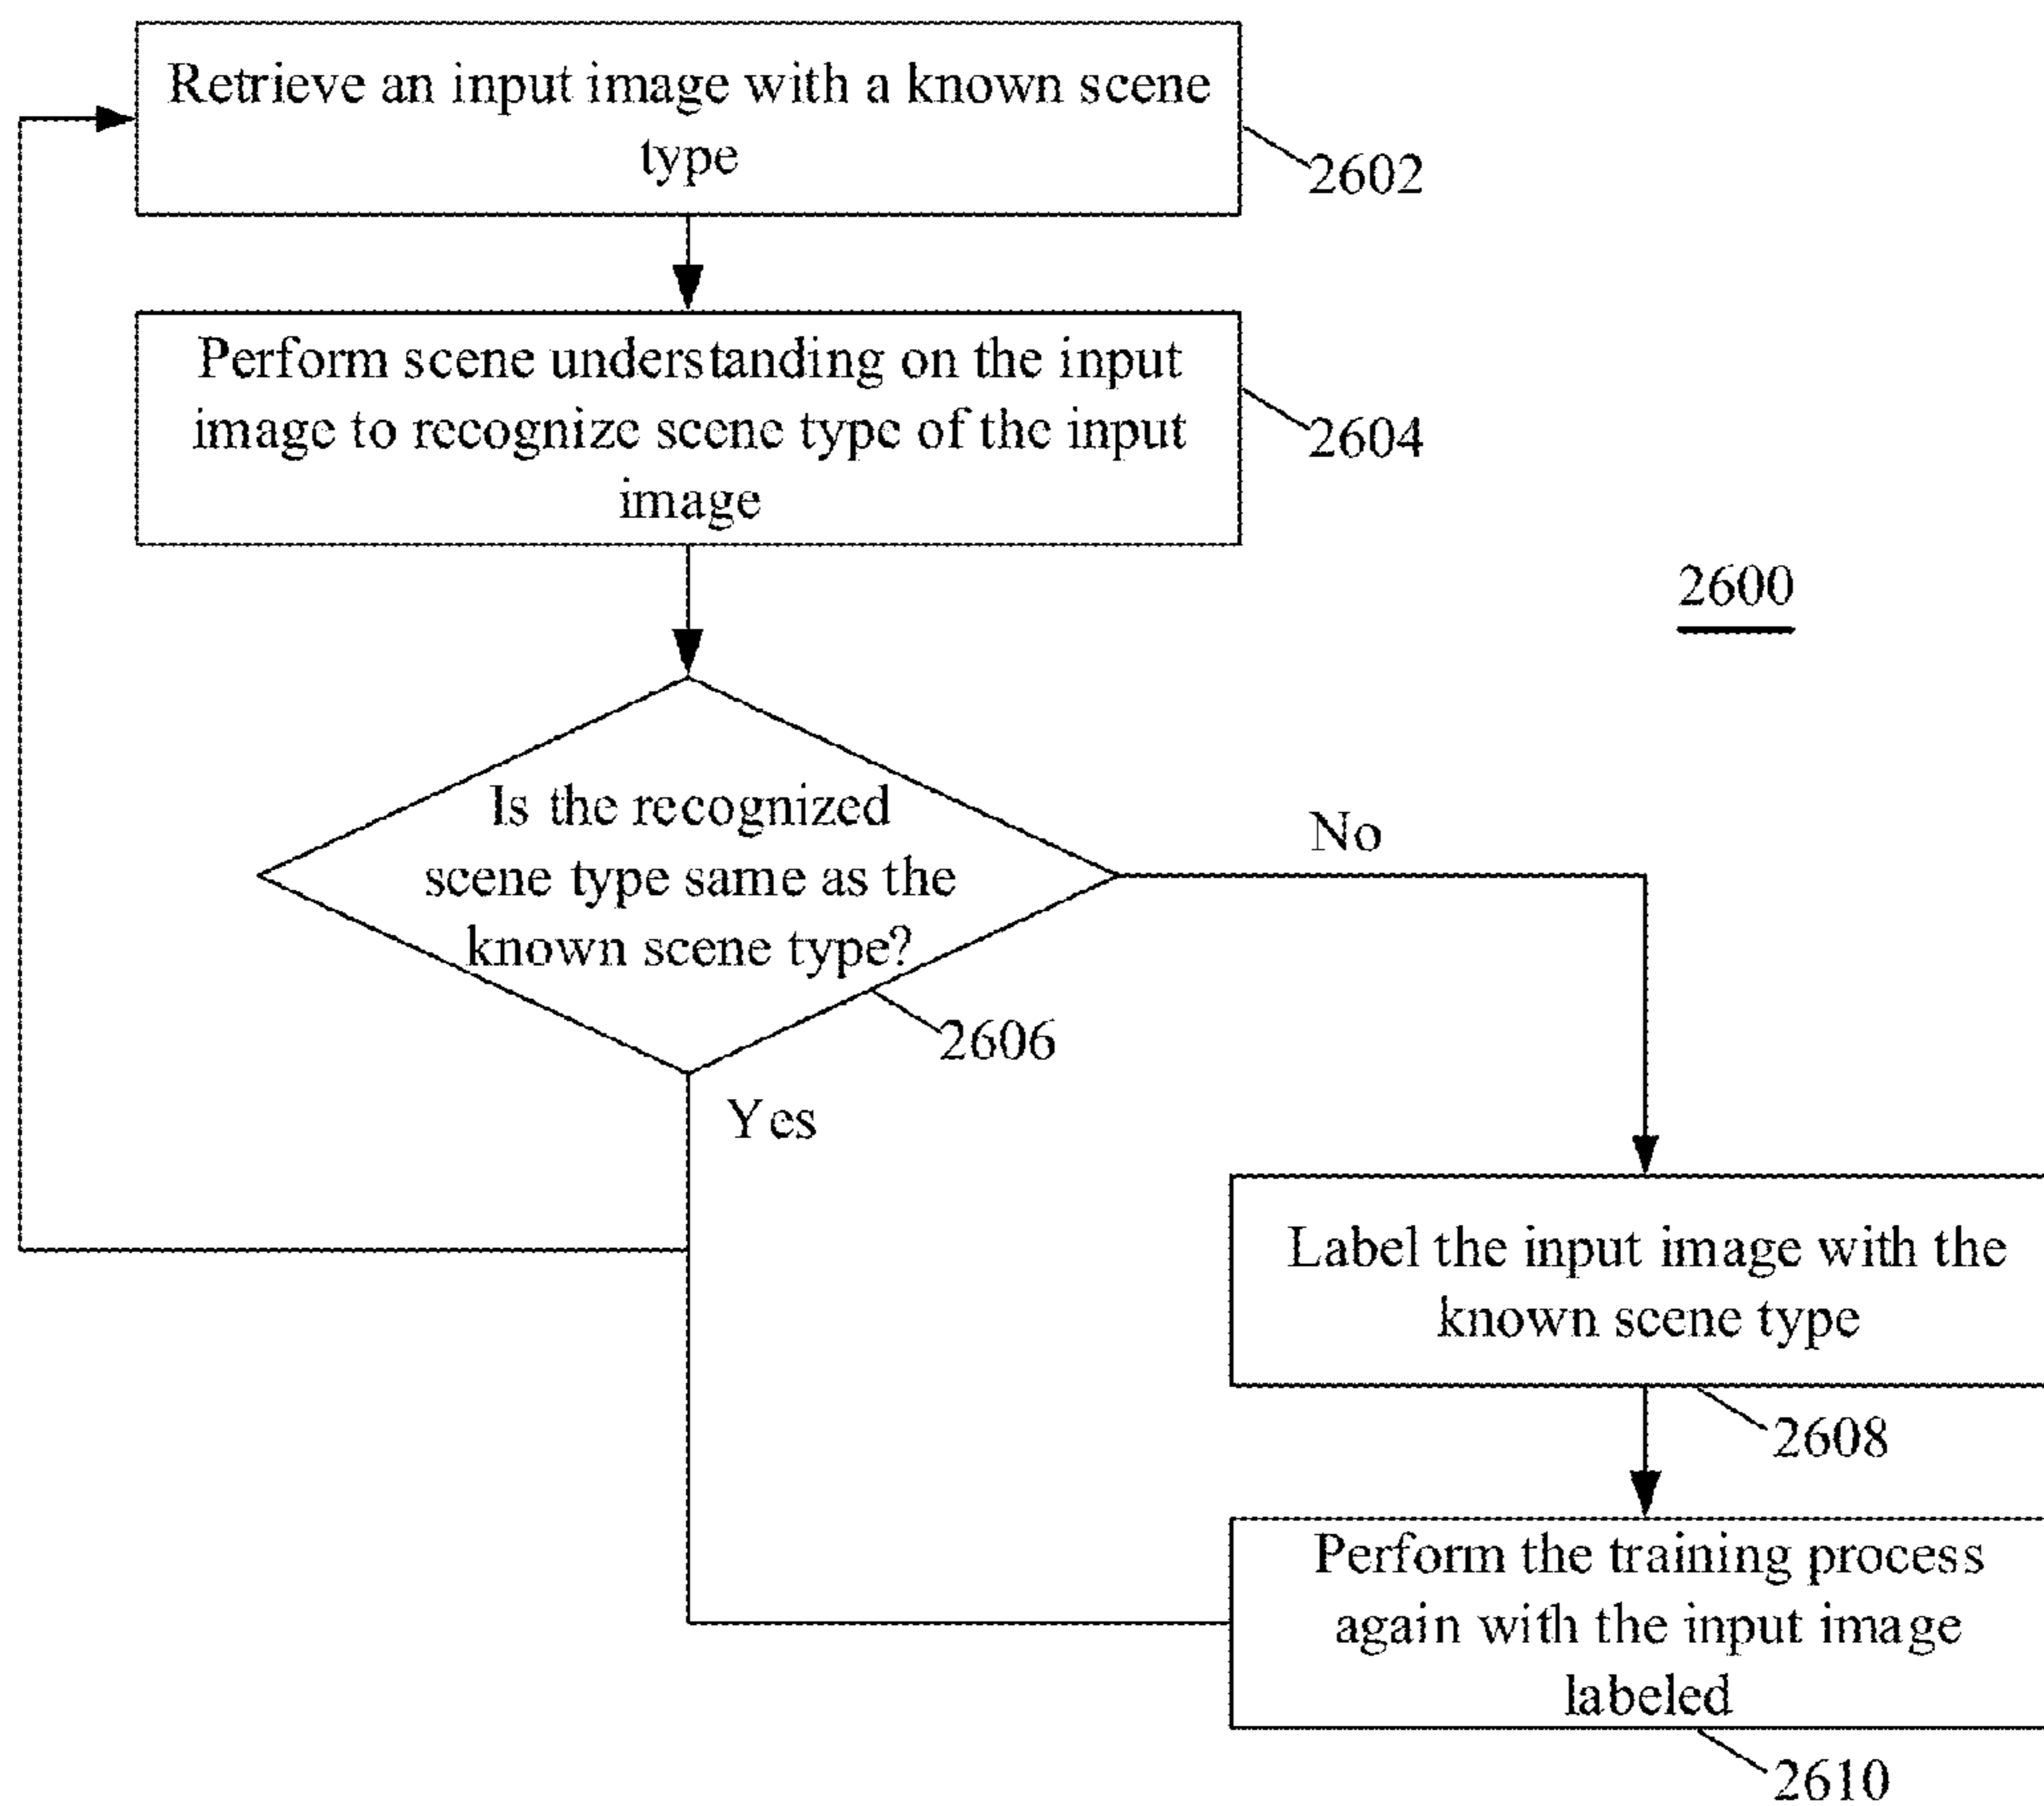 Retrieve an input image with a known scene
type
2602
Perform scene understanding on the input
image to recognize scene type of the input
image
2604
2600
Is the recognized
scene type same as the
known scene type?
2606
No
Yes
Label the input image with the
known scene type
2608
Perform the training process
again with the input image
labeled
2610